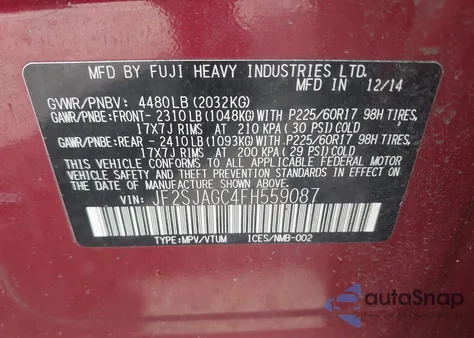 MFD BY FUJI HEAVY INDUSTRIES LTD.
MFD IN 12/14
GVWR/PNBV: 4480LB (2032KG)
GAWR/PNBE:FRONT- 2310LB (1048KG)WITH P225/60R17 98H TIRES,
17X7J RIMS AT 210 KPA (30 PSI)COLD
GAWR/PNBE:REAR - 2410LB (1093KG)WITH P225/60R17 98H TIRES,
17X7J RIMS AT 200 KPA (29 PSI)COLD
THIS VEHICLE CONFORMS TO ALL APPLICABLE
FEDERAL MOTOR VEHICLE SAFETY, BUMPER,
AND THEFT PREVENTION STANDARDS IN EFFECT
ON THE DATE OF MANUFACTURE SHOWN ABOVE.
VIN: JF2SJAGC4FH559087
TYPE:MPV/VTUM ICES/NMB-002
autoSnap
Instant Vehicle